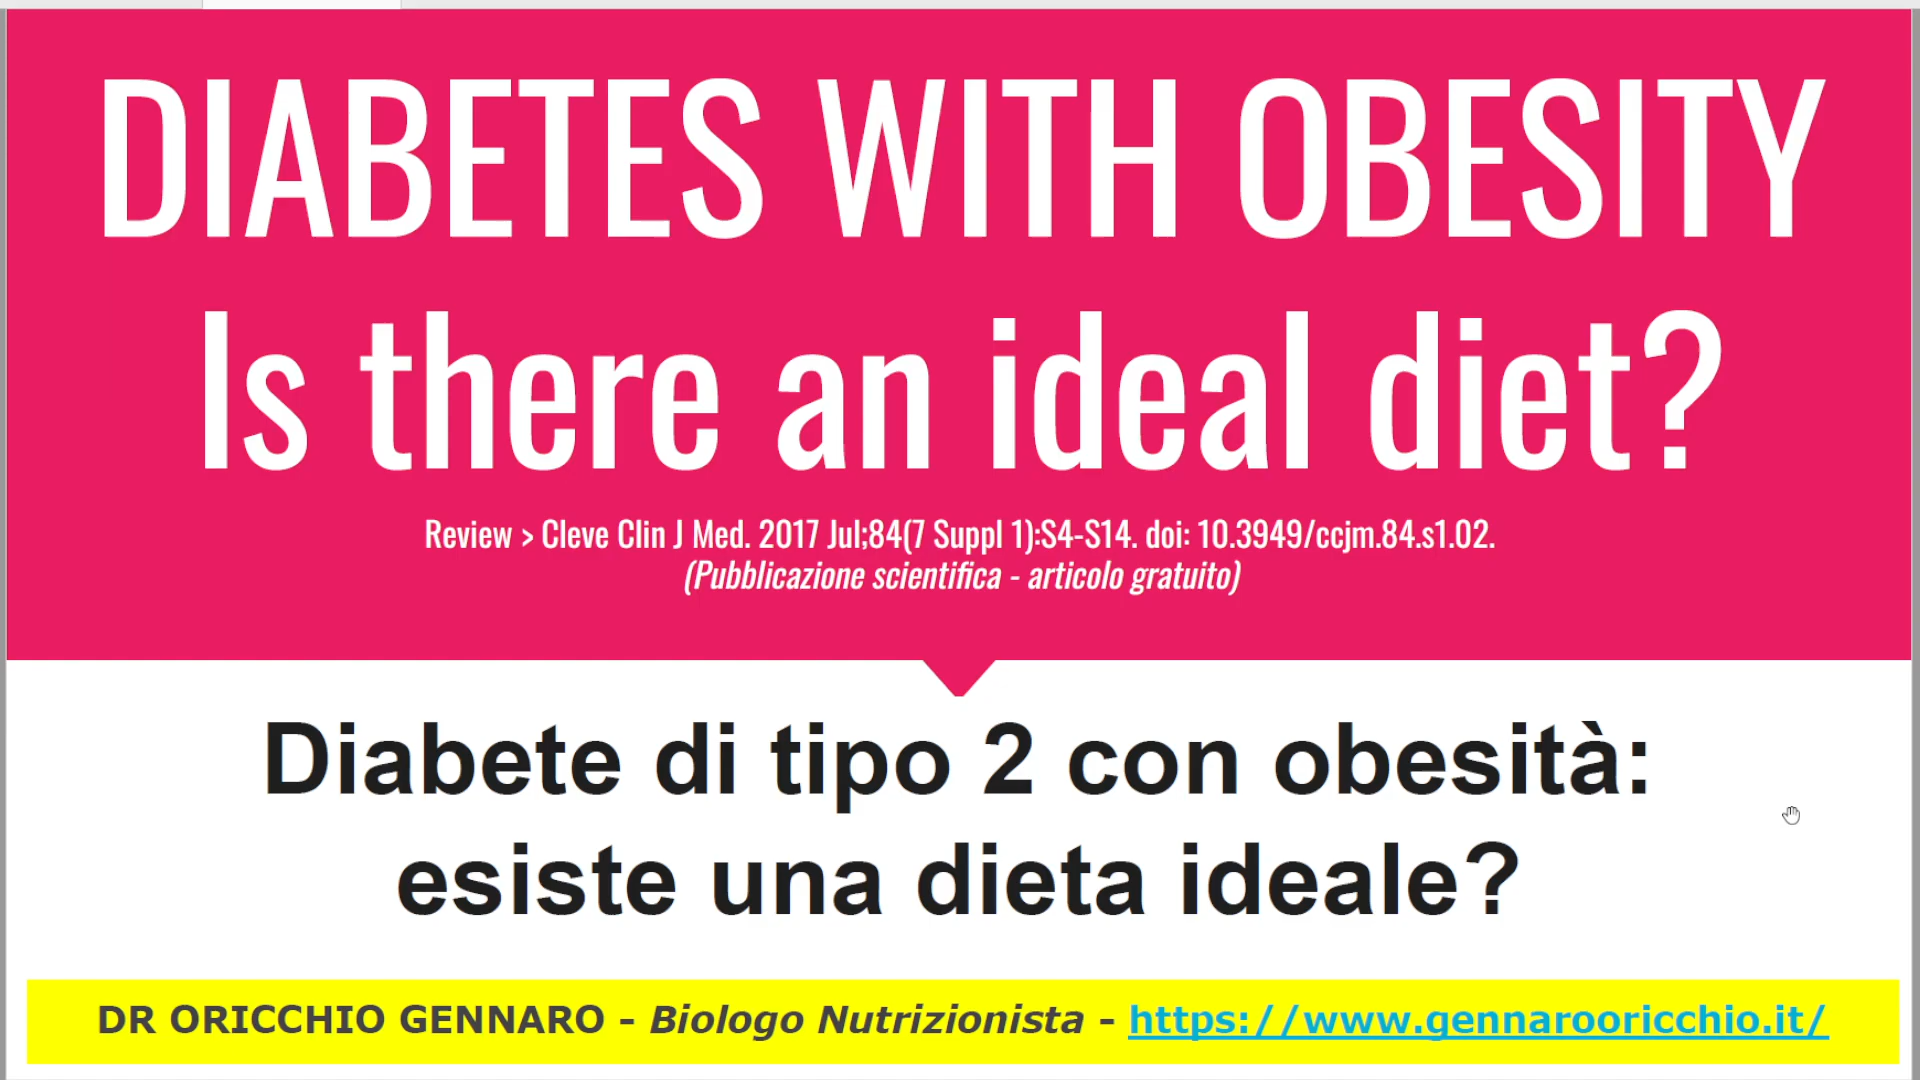 DIABETES WITH OBESITY
Is there an ideal diet?
Review > Cleve Clin J Med. 2017 Jul;84(7 Suppl 1):S4-S14. doi: 10.3949/ccjm.84.s1.02.
(Pubblicazione scientifica - articolo gratuito)
Diabete di tipo 2 con obesità:
esiste una dieta ideale?
DR ORICCHIO GENNARO - Biologo Nutrizionista - https://www.gennarooricchio.it/